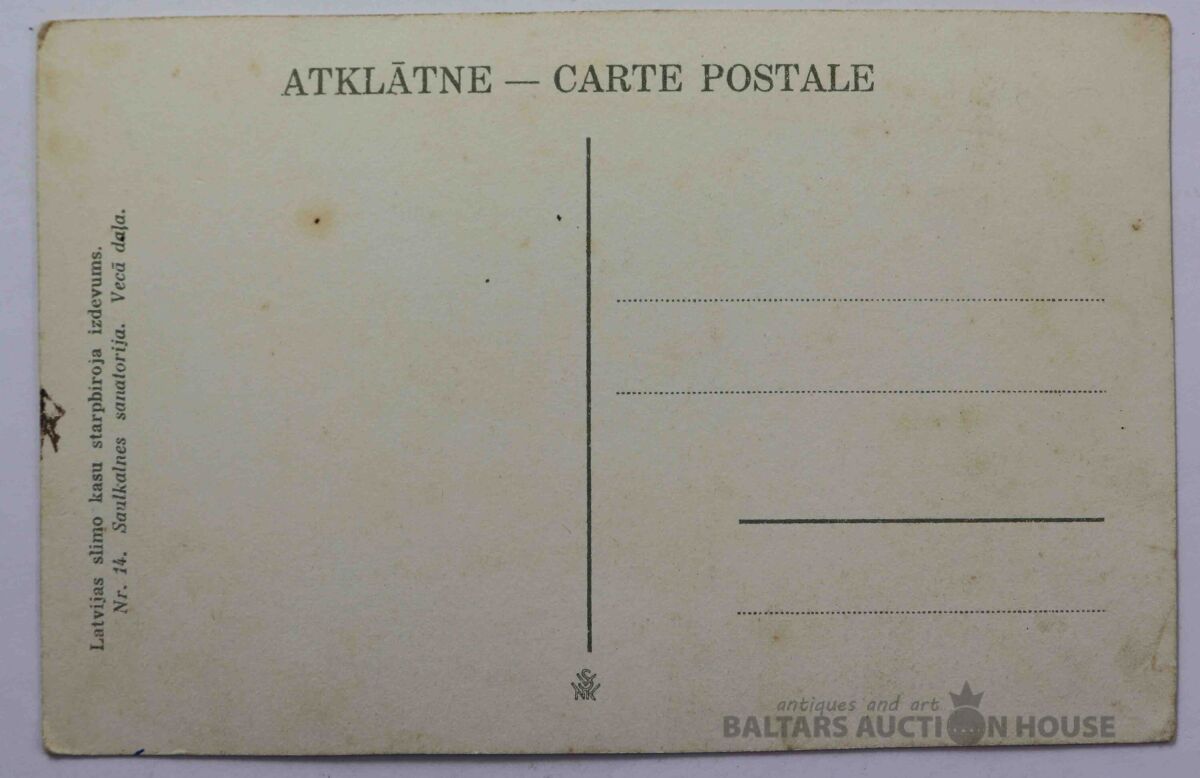 ATKLĀTNE — CARTE POSTALE
Latvijas slimo kasu starpbiroja izdevums.
Nr. 14. Saulkalnes sanatorija. Vecā daļa.
antiques and art
BALTARS AUCTION HOUSE